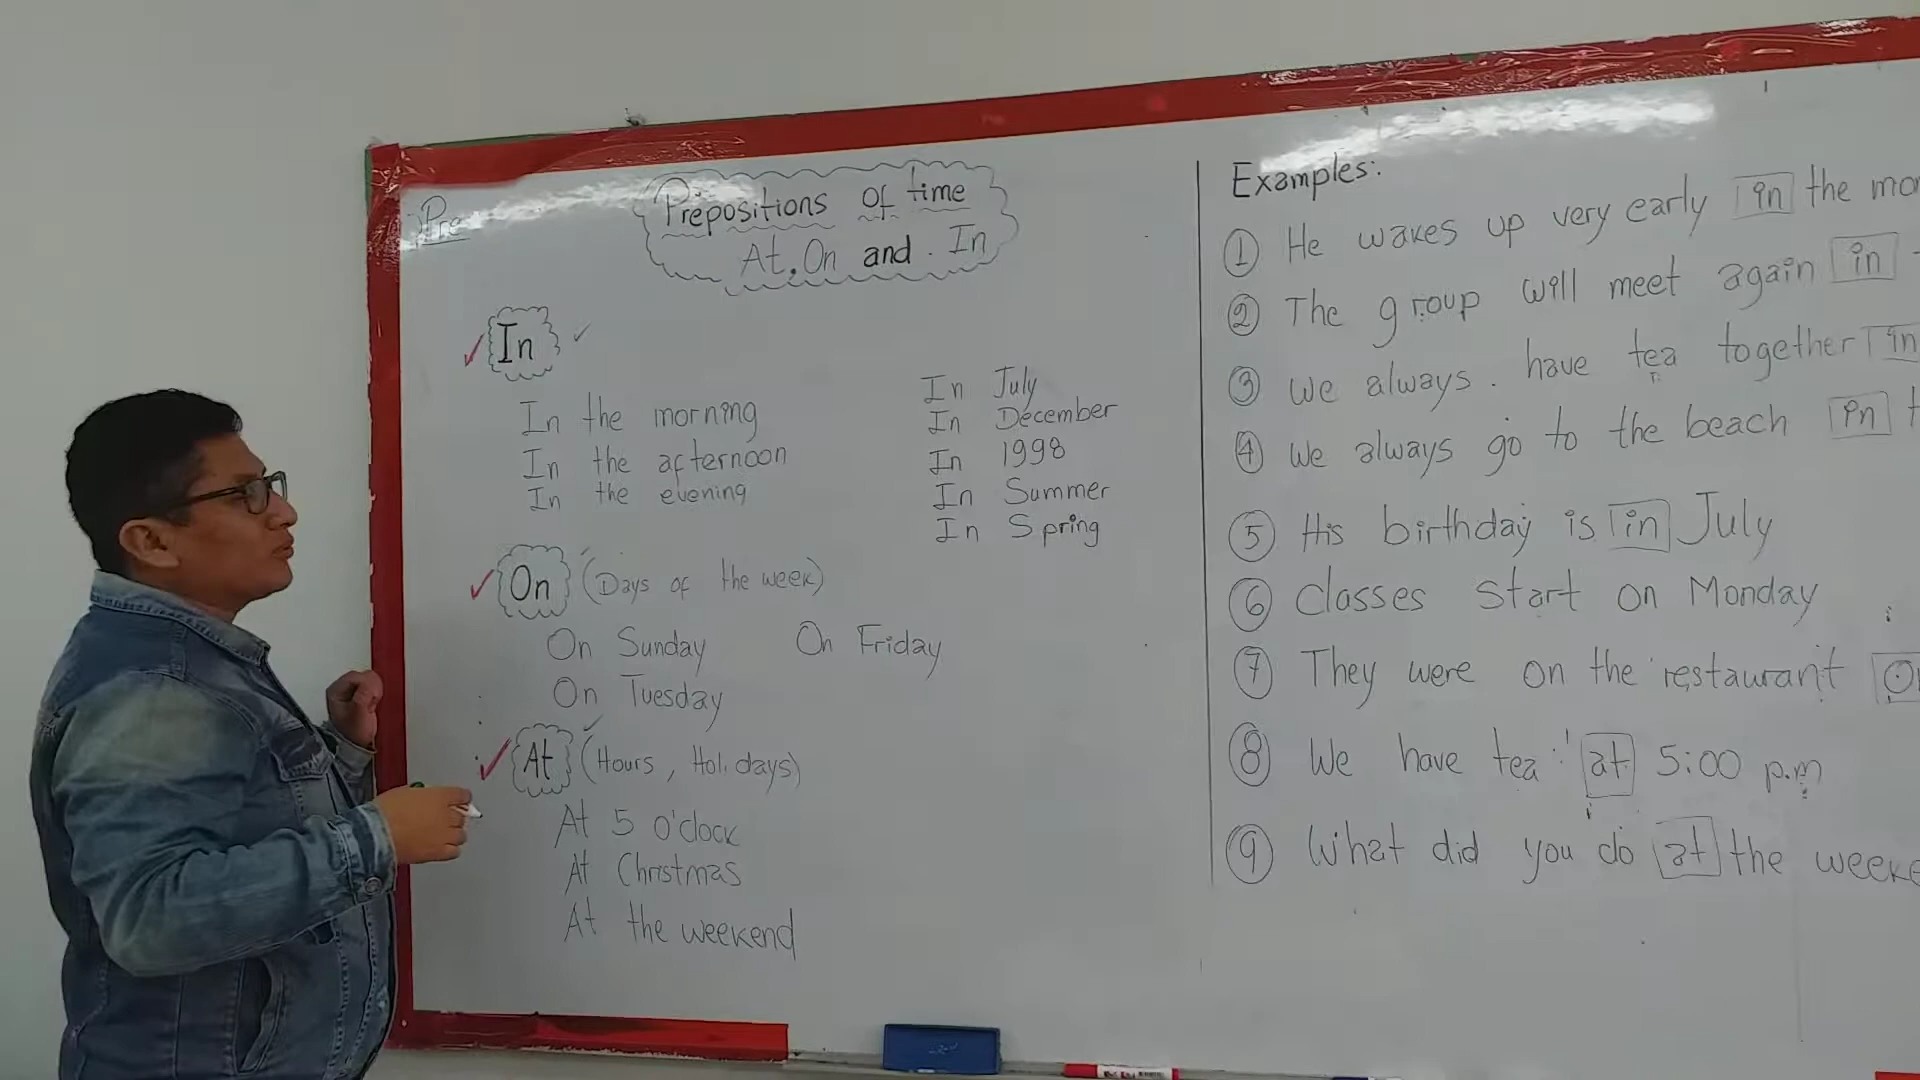 Pre
Prepositions of time
At, On and . In
In
In the morning
In the afternoon
In the evening
In July
In December
In 1998
In Summer
In Spring
On (Days of the week)
On Sunday On Friday
On Tuesday
At (Hours, Holidays)
At 5 o'clock
At Christmas
At the weekend
Examples:
① He wakes up very early in the mor
② The group will meet again in
③ We always . have tea together in
④ We always go to the beach in t
⑤ His birthday is in July
⑥ Classes start on Monday
⑦ They were on the restaurant o
⑧ We have tea at 5:00 p.m
⑨ What did you do at the weeke